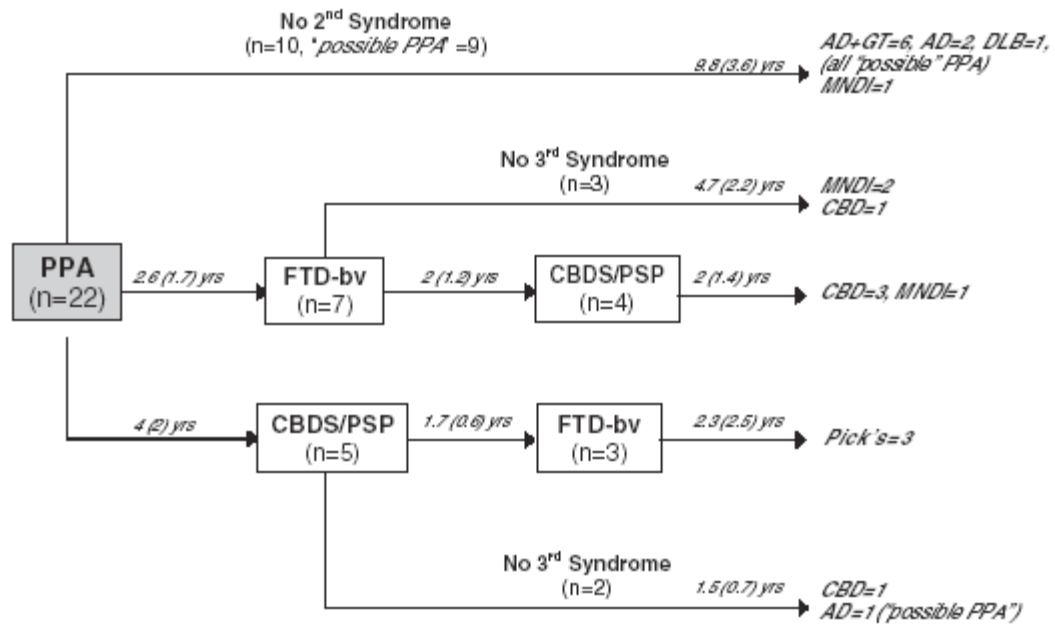 No 2nd Syndrome
(n=10, "possible PPA" =9)
9.8 (3.6) yrs
AD+GT=6, AD=2, DLB=1,
(all "possible" PPA)
MNDI=1
No 3rd Syndrome
(n=3)
4.7 (2.2) yrs
MNDI=2
CBD=1
PPA
(n=22)
2.6 (1.7) yrs
FTD-bv
(n=7)
2 (1.2) yrs
CBDS/PSP
(n=4)
2 (1.4) yrs
CBD=3, MNDI=1
4 (2) yrs
CBDS/PSP
(n=5)
1.7 (0.6) yrs
FTD-bv
(n=3)
2.3 (2.5) yrs
Pick's=3
No 3rd Syndrome
(n=2)
1.5 (0.7) yrs
CBD=1
AD=1 ("possible PPA")